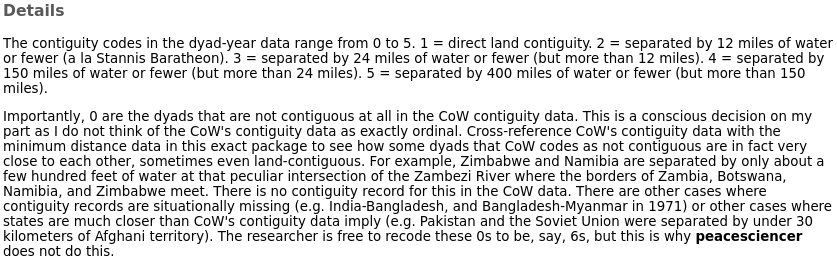 Details
The contiguity codes in the dyad-year data range from 0 to 5. 1 = direct land contiguity. 2 = separated by 12 miles of water
or fewer (a la Stannis Baratheon). 3 = separated by 24 miles of water or fewer (but more than 12 miles). 4 = separated by
150 miles of water or fewer (but more than 24 miles). 5 = separated by 400 miles of water or fewer (but more than 150
miles).
Importantly, 0 are the dyads that are not contiguous at all in the CoW contiguity data. This is a conscious decision on my
part as I do not think of the CoW's contiguity data as exactly ordinal. Cross-reference CoW's contiguity data with the
minimum distance data in this exact package to see how some dyads that CoW codes as not contiguous are in fact very
close to each other, sometimes even land-contiguous. For example, Zimbabwe and Namibia are separated by only about a
few hundred feet of water at that peculiar intersection of the Zambezi River where the borders of Zambia, Botswana,
Namibia, and Zimbabwe meet. There is no contiguity record for this in the CoW data. There are other cases where
contiguity records are situationally missing (e.g. India-Bangladesh, and Bangladesh-Myanmar in 1971) or other cases where
states are much closer than CoW's contiguity data imply (e.g. Pakistan and the Soviet Union were separated by under 30
kilometers of Afghani territory). The researcher is free to recode these 0s to be, say, 6s, but this is why peacesciencer
does not do this.